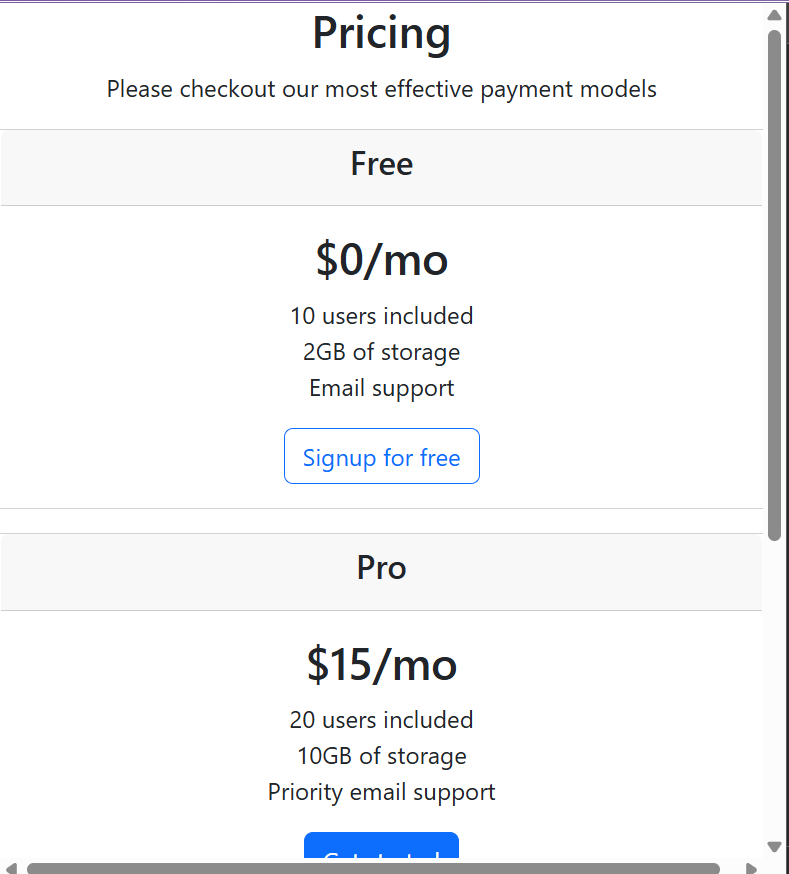 Pricing
Please checkout our most effective payment models
Free
$0/mo
10 users included
2GB of storage
Email support
Signup for free
Pro
$15/mo
20 users included
10GB of storage
Priority email support